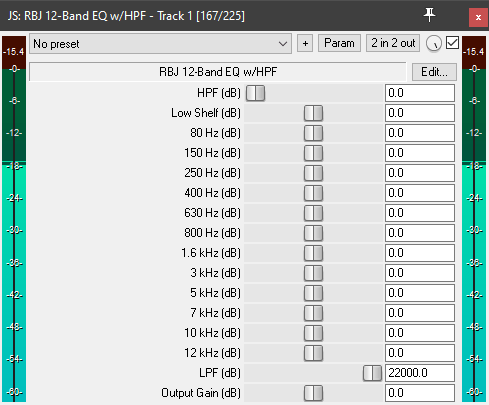 JS: RBJ 12-Band EQ w/HPF - Track 1 [167/225]
-15.4 No preset + Param 2 in 2 out -15.4
-0- RBJ 12-Band EQ w/HPF Edit... -0-
HPF (dB) 0.0
-6- -6-
Low Shelf (dB) 0.0
-12- 80 Hz (dB) 0.0 -12-
150 Hz (dB) 0.0
-18- 250 Hz (dB) 0.0 -18-
400 Hz (dB) 0.0
-24- -24-
630 Hz (dB) 0.0
-30- 800 Hz (dB) 0.0 -30-
1.6 kHz (dB) 0.0
-36- 3 kHz (dB) 0.0 -36-
5 kHz (dB) 0.0
-42- -42-
7 kHz (dB) 0.0
-48- 10 kHz (dB) 0.0 -48-
12 kHz (dB) 0.0
-54- LPF (dB) 22000.0 -54-
-60- Output Gain (dB) 0.0 -60-